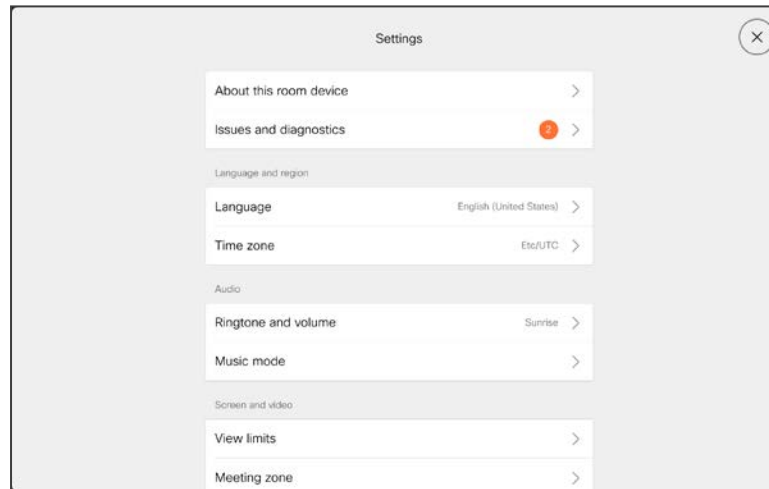 Settings
About this room device
Issues and diagnostics 2
Language and region
Language English (United States)
Time zone Etc/UTC
Audio
Ringtone and volume Sunrise
Music mode
Screen and video
View limits
Meeting zone